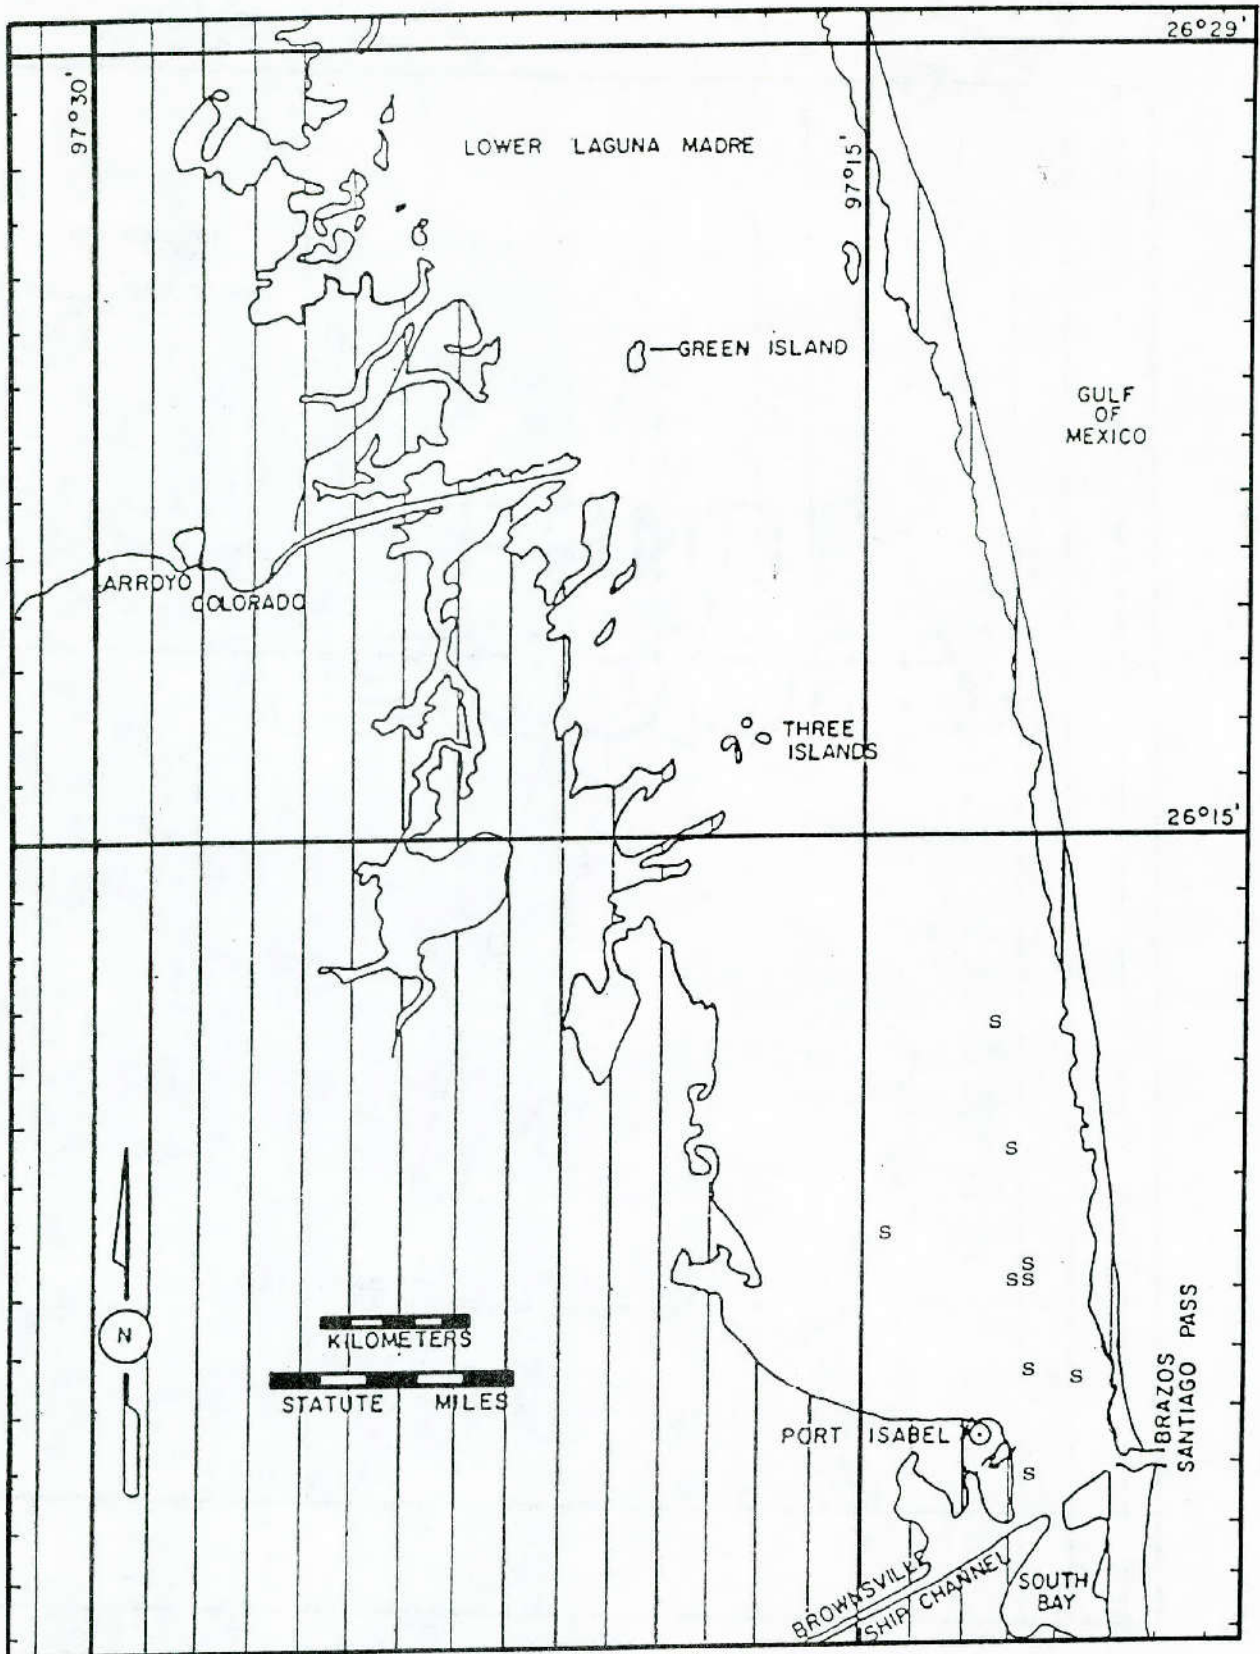 26°29'
97°30'
LOWER LAGUNA MADRE
97°15'
GREEN ISLAND
GULF
OF
MEXICO
ARROYO
COLORADO
THREE
ISLANDS
26°15'
S
S
S
S
SS
N
KILOMETERS
S
S
STATUTE MILES
BRAZOS
SANTIAGO PASS
PORT ISABEL
S
BROWNSVILLE
SHIP CHANNEL
SOUTH
BAY